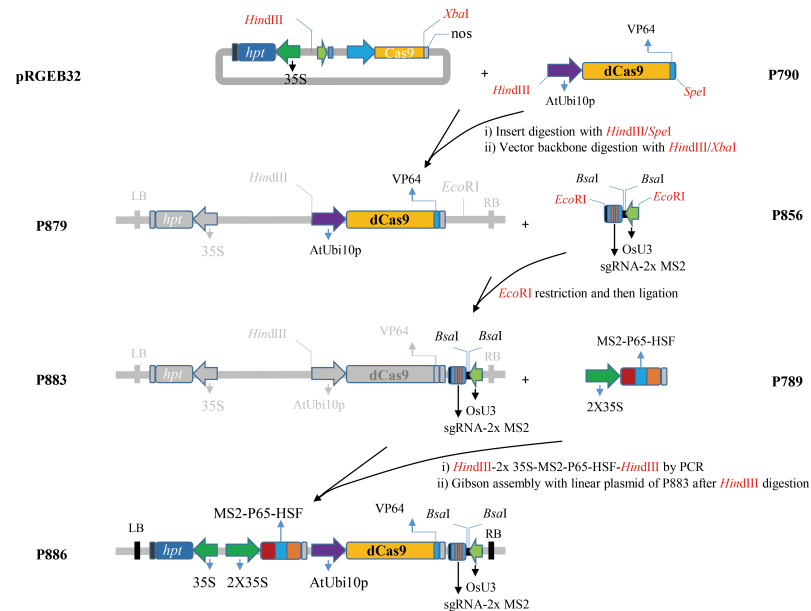 HindIII
XbaI
nos
hpt
Cas9
35S
pRGEB32
+
VP64
dCas9
P790
HindIII
AtUbi10p
SpeI
i) Insert digestion with HindIII/SpeI
ii) Vector backbone digestion with HindIII/XbaI
LB
HindIII
VP64
EcoRI
RB
BsaI
BsaI
EcoRI
EcoRI
hpt
dCas9
P879
+
P856
35S
AtUbi10p
OsU3
sgRNA-2x MS2
EcoRI restriction and then ligation
LB
HindIII
VP64
BsaI
BsaI
RB
MS2-P65-HSF
hpt
dCas9
P883
+
P789
35S
AtUbi10p
OsU3
sgRNA-2x MS2
2X35S
i) HindIII-2x 35S-MS2-P65-HSF-HindIII by PCR
ii) Gibson assembly with linear plasmid of P883 after HindIII digestion
LB
MS2-P65-HSF
VP64
BsaI
BsaI
RB
hpt
dCas9
P886
35S
2X35S
AtUbi10p
OsU3
sgRNA-2x MS2